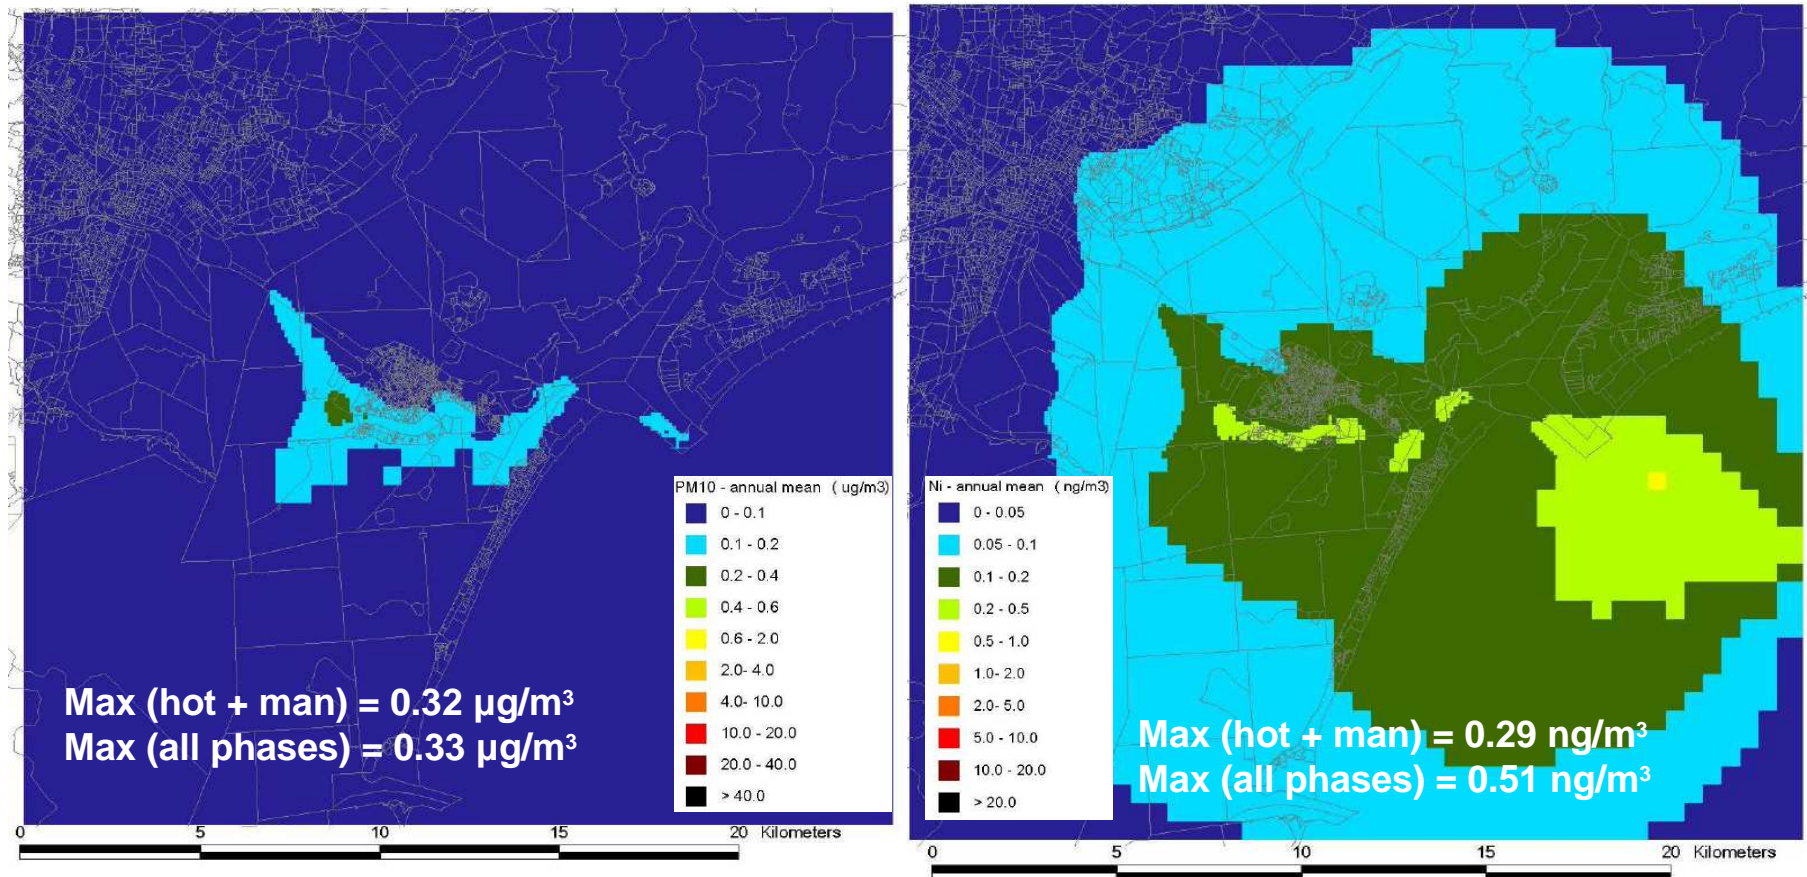 PM10 - annual mean ( ug/m3)
0 - 0.1
0.1 - 0.2
0.2 - 0.4
0.4 - 0.6
0.6 - 2.0
2.0- 4.0
4.0- 10.0
10.0 - 20.0
20.0 - 40.0
> 40.0
Max (hot + man) = 0.32 µg/m³
Max (all phases) = 0.33 µg/m³
0 5 10 15 20 Kilometers
Ni - annual mean ( ng/m3)
0 - 0.05
0.05 - 0.1
0.1 - 0.2
0.2 - 0.5
0.5 - 1.0
1.0- 2.0
2.0- 5.0
5.0 - 10.0
10.0 - 20.0
> 20.0
Max (hot + man) = 0.29 ng/m³
Max (all phases) = 0.51 ng/m³
0 5 10 15 20 Kilometers